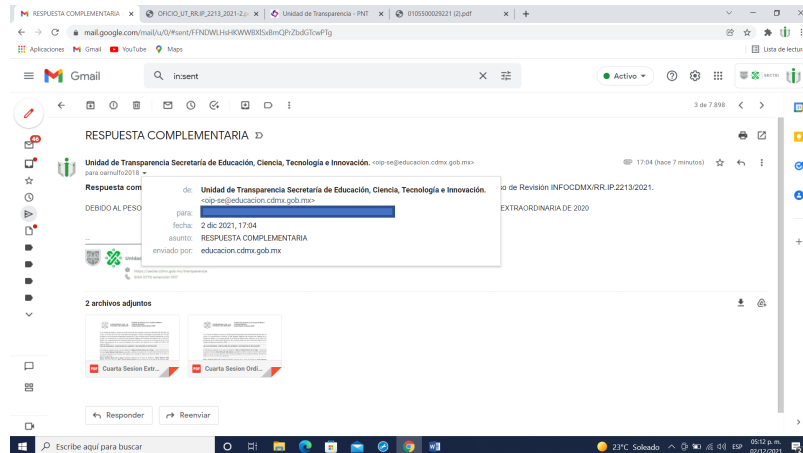 RESPUESTA COMPLEMENTARIA
OFICIO_UT_RR.IP_2213_2021-2.p
Unidad de Transparencia - PNT
0105500029221 (2).pdf
mail.google.com/mail/u/0/#sent/FFNDWLHsHKWWBXlSxBmQPrZbdGTcwPTg
Aplicaciones
Gmail
YouTube
Maps
Lista de lectur
Gmail
in:sent
Activo
3 de 7.898
46
RESPUESTA COMPLEMENTARIA
Unidad de Transparencia Secretaría de Educación, Ciencia, Tecnología e Innovación. <oip-se@educacion.cdmx.gob.mx>
17:04 (hace 7 minutos)
para oarnulfo2018
Respuesta com
so de Revisión INFOCDMX/RR.IP.2213/2021.
de: Unidad de Transparencia Secretaría de Educación, Ciencia, Tecnología e Innovación.
<oip-se@educacion.cdmx.gob.mx>
DEBIDO AL PESO
EXTRAORDINARIA DE 2020
para:
fecha: 2 dic 2021, 17:04
asunto: RESPUESTA COMPLEMENTARIA
enviado por: educacion.cdmx.gob.mx
Unidad
2 archivos adjuntos
PDF Cuarta Sesion Extr...
PDF Cuarta Sesion Ordi...
Responder
Reenviar
Escribe aquí para buscar
23°C Soleado
ESP
05:12 p. m.
02/12/2021